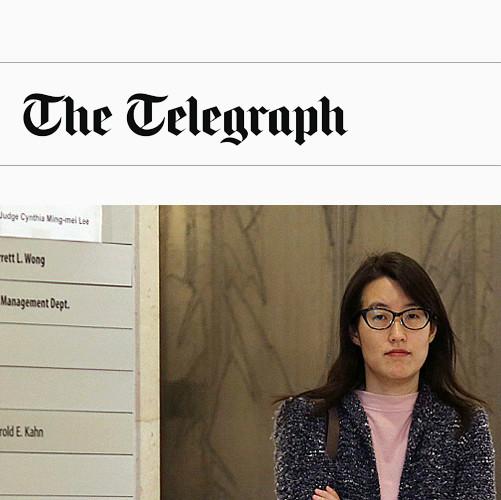 The Telegraph
Judge Cynthia Ming-mei Lee
rrett L. Wong
Management Dept.
rold E. Kahn